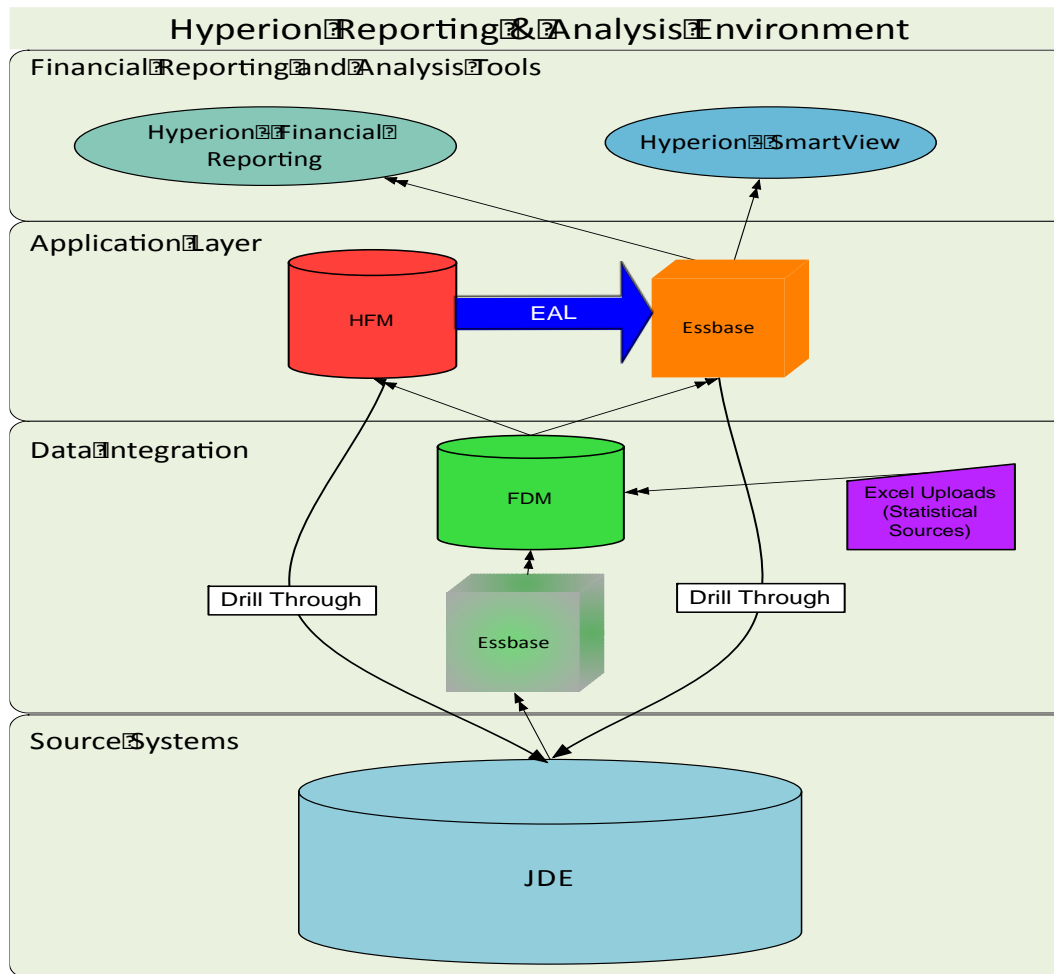 Hyperion Reporting & Analysis Environment
Financial Reporting and Analysis Tools
Hyperion - Financial
Reporting
Hyperion - SmartView
Application Layer
HFM
EAL
Essbase
Data Integration
FDM
Excel Uploads
(Statistical
Sources)
Drill Through
Drill Through
Essbase
Source Systems
JDE